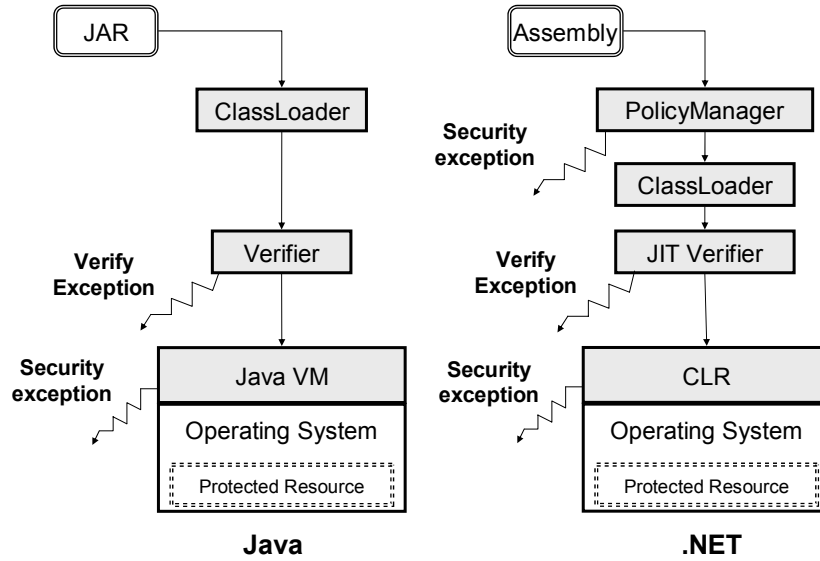 JAR
ClassLoader
Verifier
Verify
Exception
Security
exception
Java VM
Operating System
Protected Resource
Java
Assembly
PolicyManager
Security
exception
ClassLoader
JIT Verifier
Verify
Exception
Security
exception
CLR
Operating System
Protected Resource
.NET